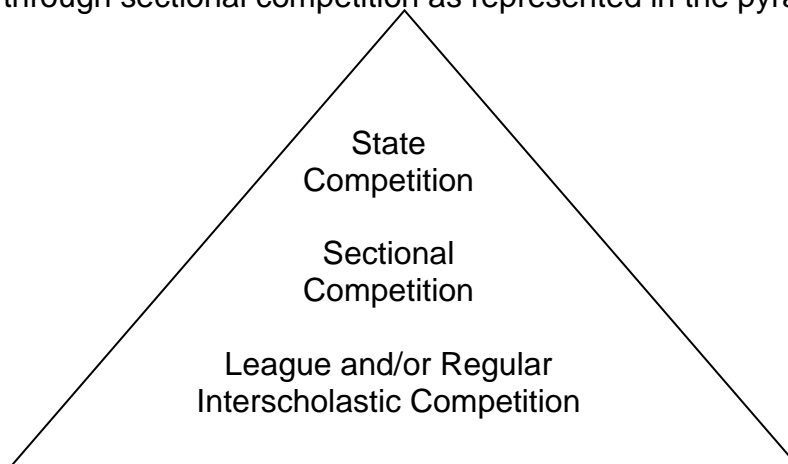 through sectional competition as represented in the
State
Competition
Sectional
Competition
League and/or Regular
Interscholastic Competition